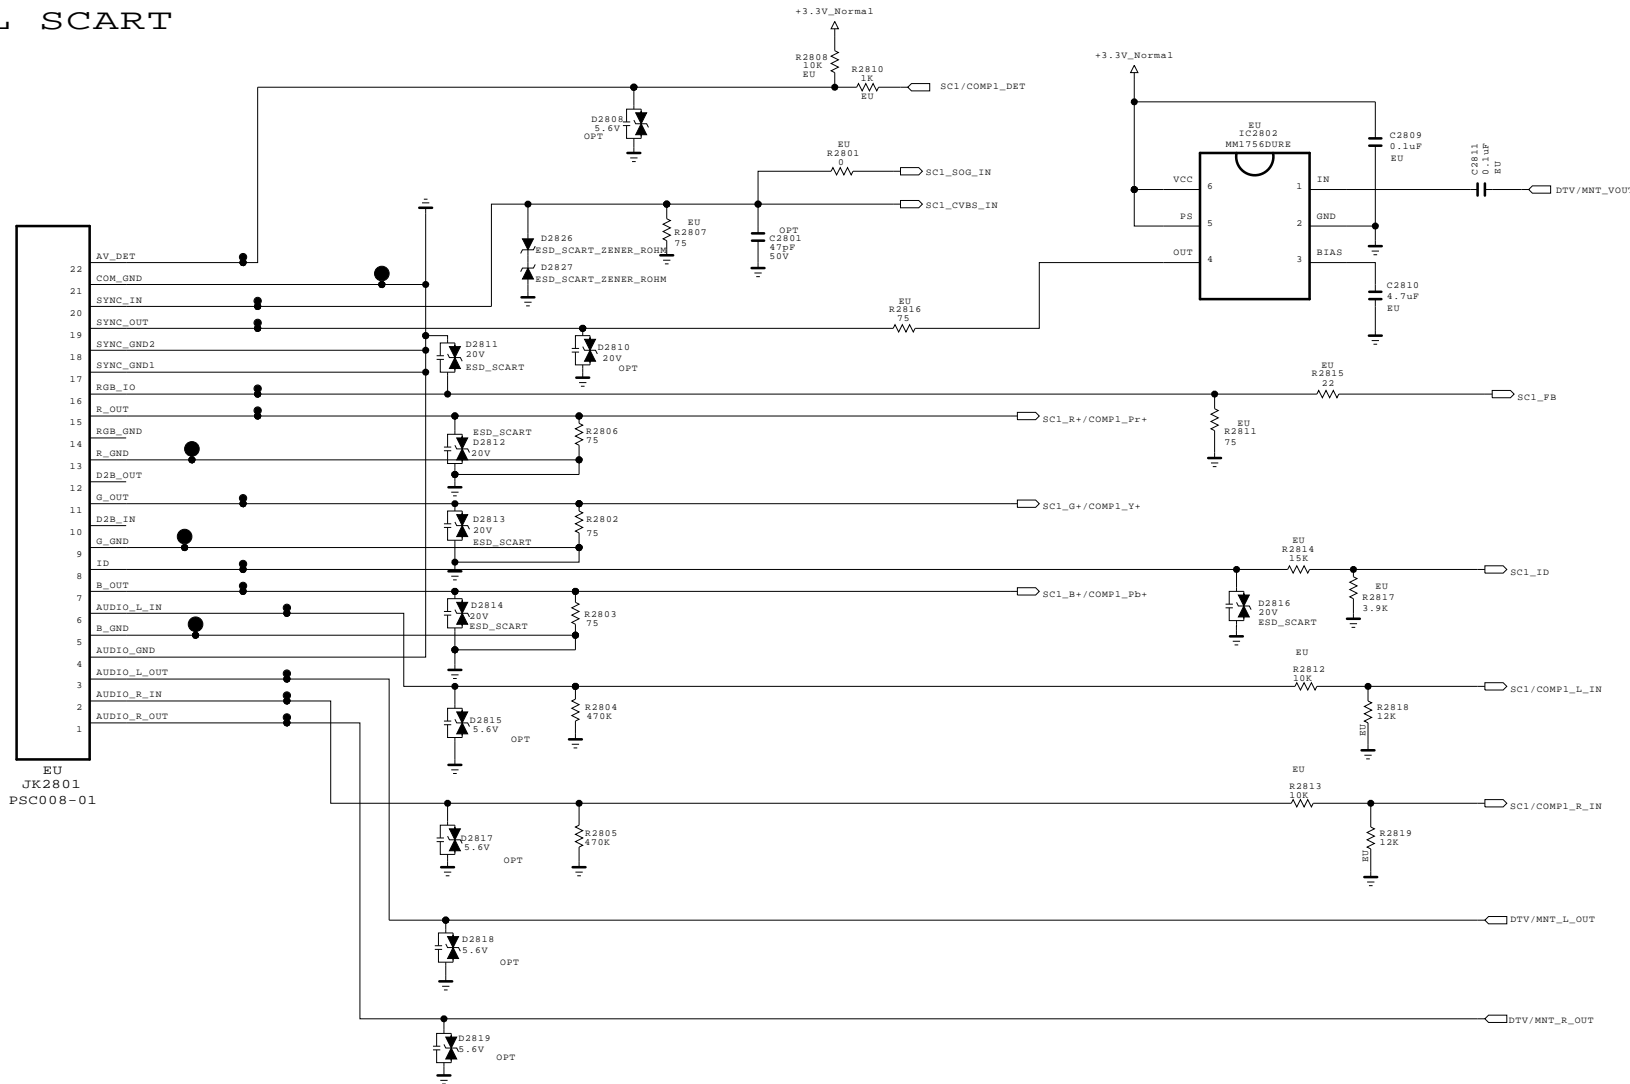 L SCART
+3.3V_Normal
R2808
10K
EU
R2810
1K
EU
SC1/COMP1_DET
D2808
5.6V
OPT
EU
R2801
0
SC1_SOG_IN
SC1_CVBS_IN
D2826
ESD_SCART_ZENER_ROHM
D2827
ESD_SCART_ZENER_ROHM
EU
R2807
75
OPT
C2801
47pF
50V
+3.3V_Normal
EU
IC2802
MM1756DURE
VCC
6
PS
5
OUT
4
1
IN
2
GND
3
BIAS
C2809
0.1uF
EU
C2811
0.1uF
EU
DTV/MNT_VOUT
C2810
4.7uF
EU
EU
R2816
75
AV_DET
22
COM_GND
21
SYNC_IN
20
SYNC_OUT
19
SYNC_GND2
18
SYNC_GND1
17
RGB_IO
16
R_OUT
15
RGB_GND
14
R_GND
13
D2B_OUT
12
G_OUT
11
D2B_IN
10
G_GND
9
ID
8
B_OUT
7
AUDIO_L_IN
6
B_GND
5
AUDIO_GND
4
AUDIO_L_OUT
3
AUDIO_R_IN
2
AUDIO_R_OUT
1
EU
JK2801
PSC008-01
D2811
20V
ESD_SCART
D2810
20V
OPT
EU
R2815
22
SC1_FB
EU
R2811
75
SC1_R+/COMP1_Pr+
ESD_SCART
D2812
20V
R2806
75
SC1_G+/COMP1_Y+
D2813
20V
ESD_SCART
R2802
75
EU
R2814
15K
SC1_ID
EU
R2817
3.9K
D2816
20V
ESD_SCART
SC1_B+/COMP1_Pb+
D2814
20V
ESD_SCART
R2803
75
EU
R2812
10K
SC1/COMP1_L_IN
R2818
12K
EU
D2815
5.6V
OPT
R2804
470K
EU
R2813
10K
SC1/COMP1_R_IN
R2819
12K
EU
D2817
5.6V
OPT
R2805
470K
DTV/MNT_L_OUT
D2818
5.6V
OPT
DTV/MNT_R_OUT
D2819
5.6V
OPT